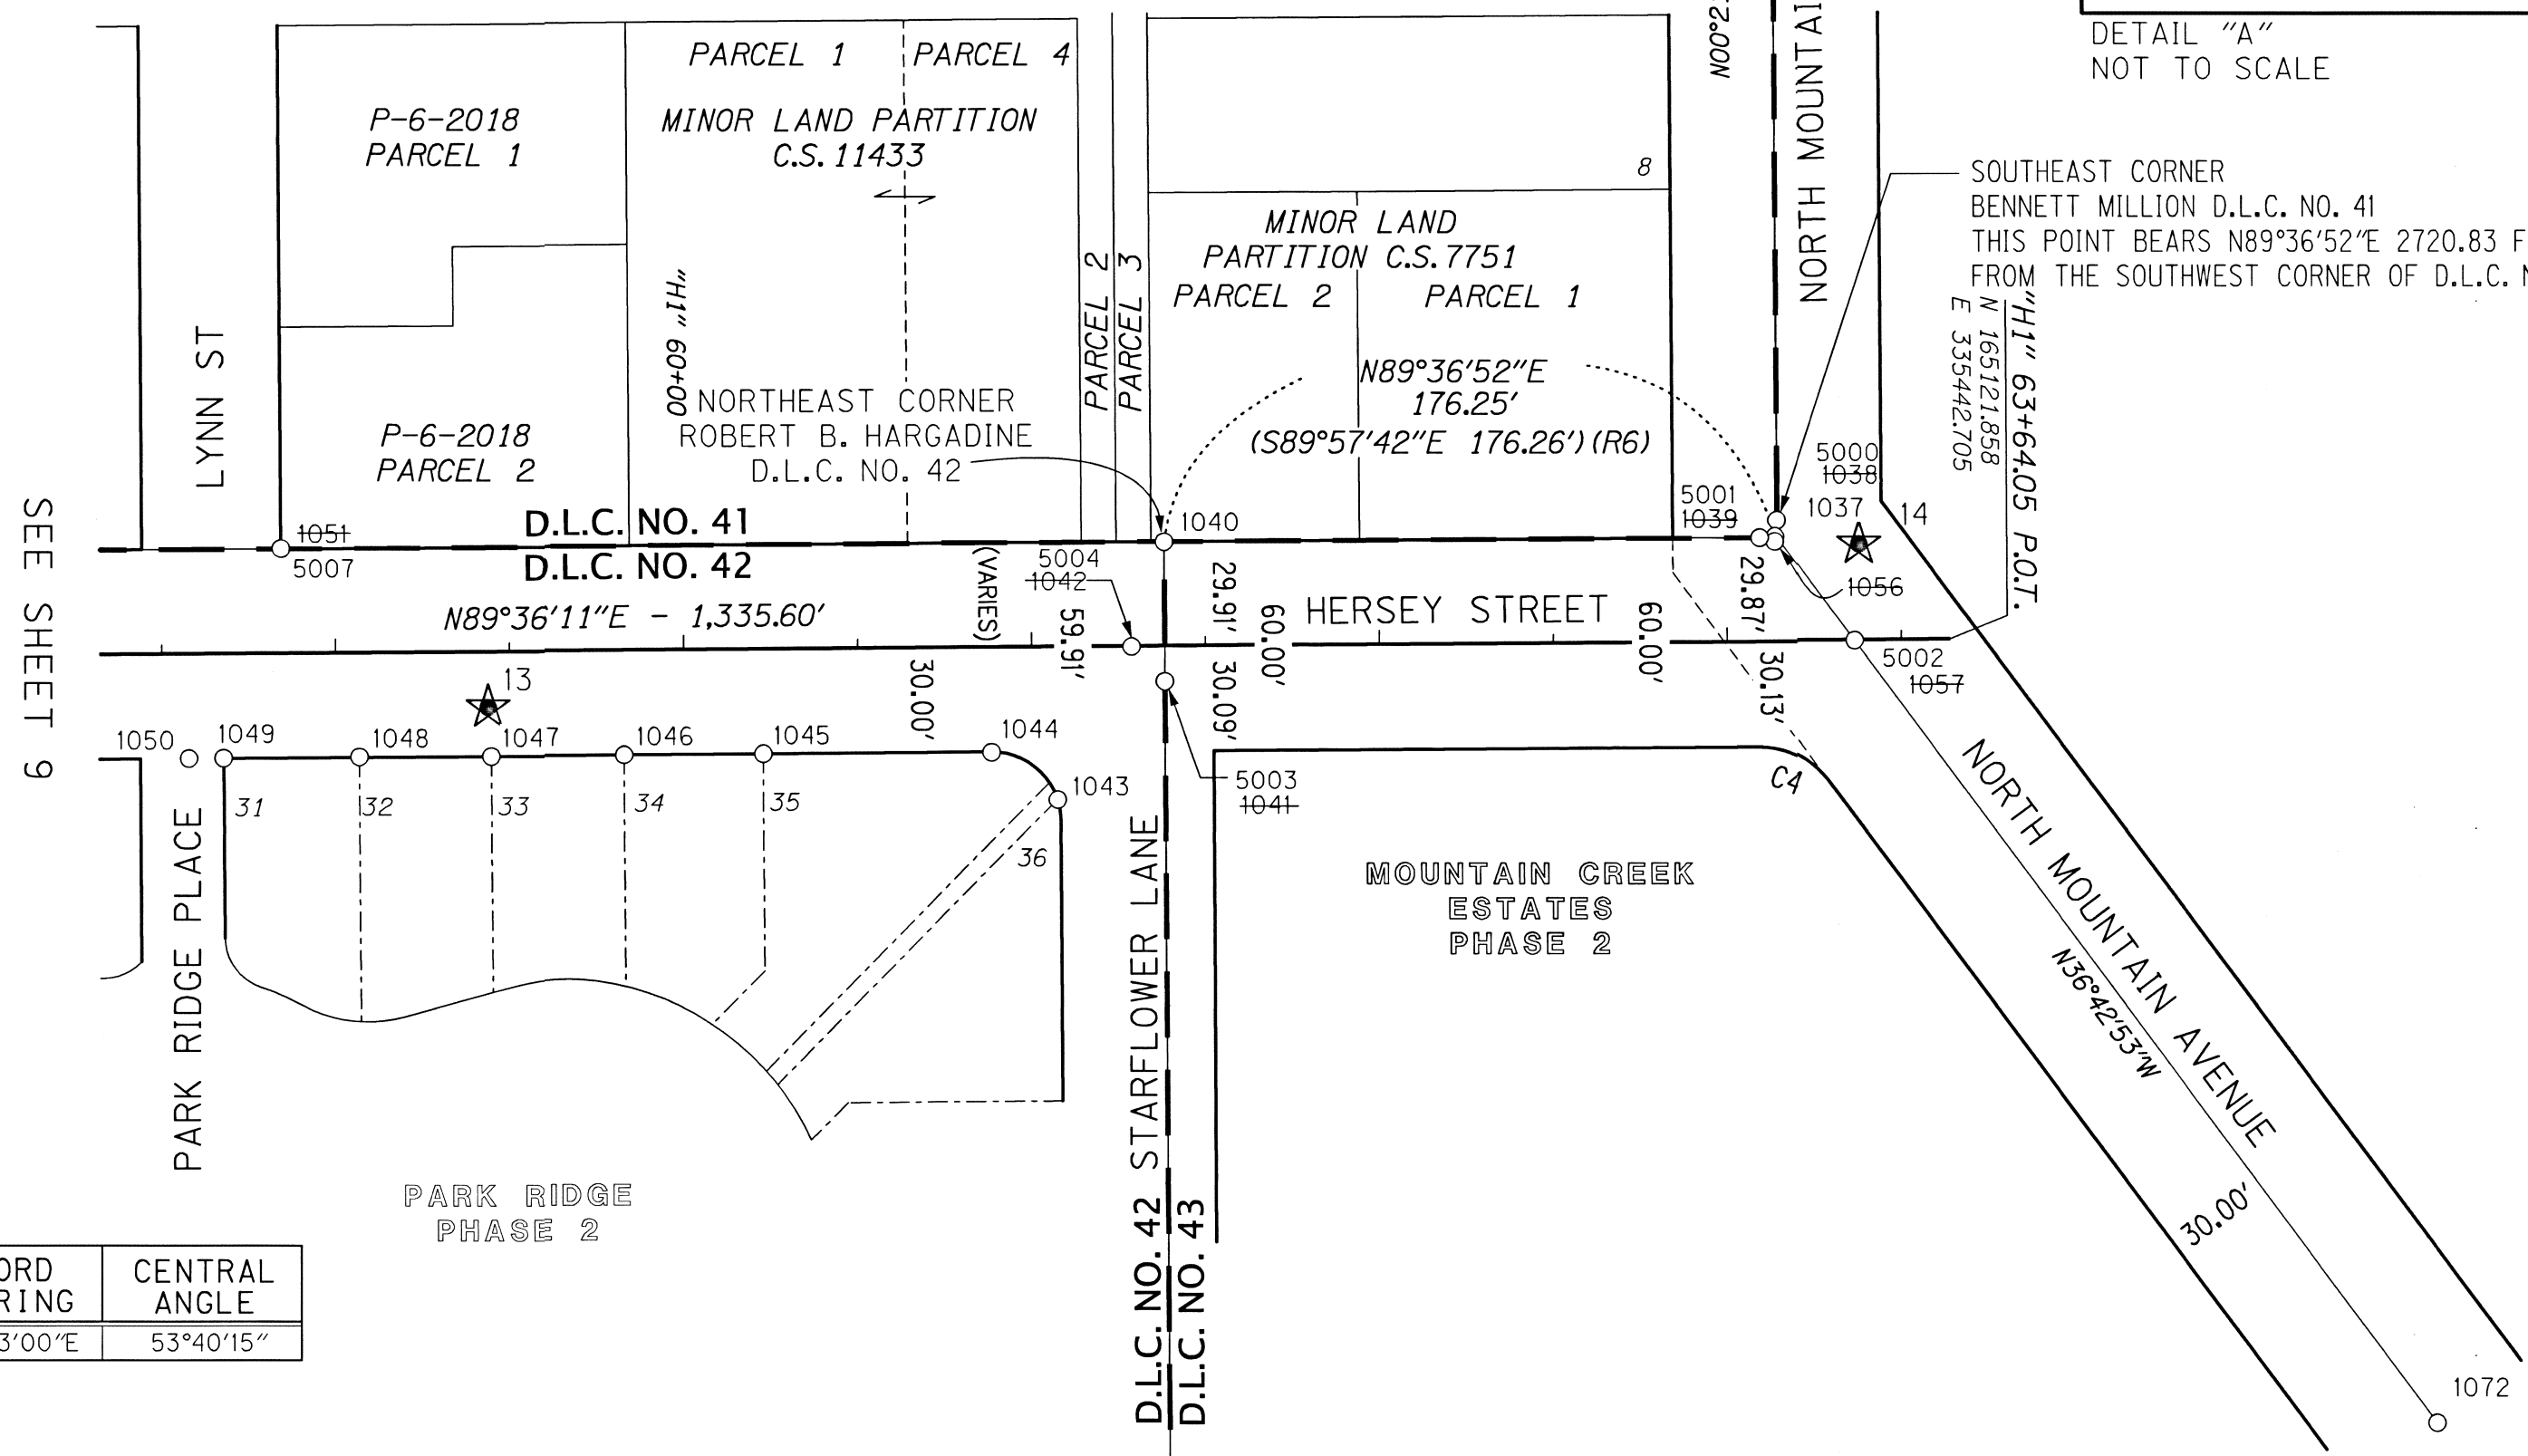 DETAIL "A"
NOT TO SCALE
PARCEL 1
PARCEL 4
MINOR LAND PARTITION
C.S. 11433
P-6-2018
PARCEL 1
P-6-2018
PARCEL 2
LYNN ST
"H1" 60+00
PARCEL 2
PARCEL 3
8
MINOR LAND
PARTITION C.S. 7751
PARCEL 2
PARCEL 1
N89°36'52"E
176.25'
(S89°57'42"E 176.26')(R6)
NORTHEAST CORNER
ROBERT B. HARGADINE
D.L.C. NO. 42
SOUTHEAST CORNER
BENNETT MILLION D.L.C. NO. 41
THIS POINT BEARS N89°36'52"E 2720.83 F
FROM THE SOUTHWEST CORNER OF D.L.C. N
N00°2
NORTH MOUNTAI
"H1" 63+64.05 P.O.T.
N 165121.858
E 335442.705
SEE SHEET 9
1051
5007
D.L.C. NO. 41
D.L.C. NO. 42
N89°36'11"E - 1,335.60'
(VARIES)
5004
1042
1040
5001
1039
5000
1038
1037
14
1056
5002
1057
59.91'
29.91'
60.00'
HERSEY STREET
60.00'
29.87'
30.13'
30.00'
30.09'
13
1050
1049
1048
1047
1046
1045
1044
1043
5003
1041
31
32
33
34
35
36
C4
PARK RIDGE PLACE
STARFLOWER LANE
MOUNTAIN CREEK
ESTATES
PHASE 2
NORTH MOUNTAIN AVENUE
N36°42'53"W
30.00'
PARK RIDGE
PHASE 2
D.L.C. NO. 42
D.L.C. NO. 43
ORD
RING
CENTRAL
ANGLE
3'00"E
53°40'15"
1072